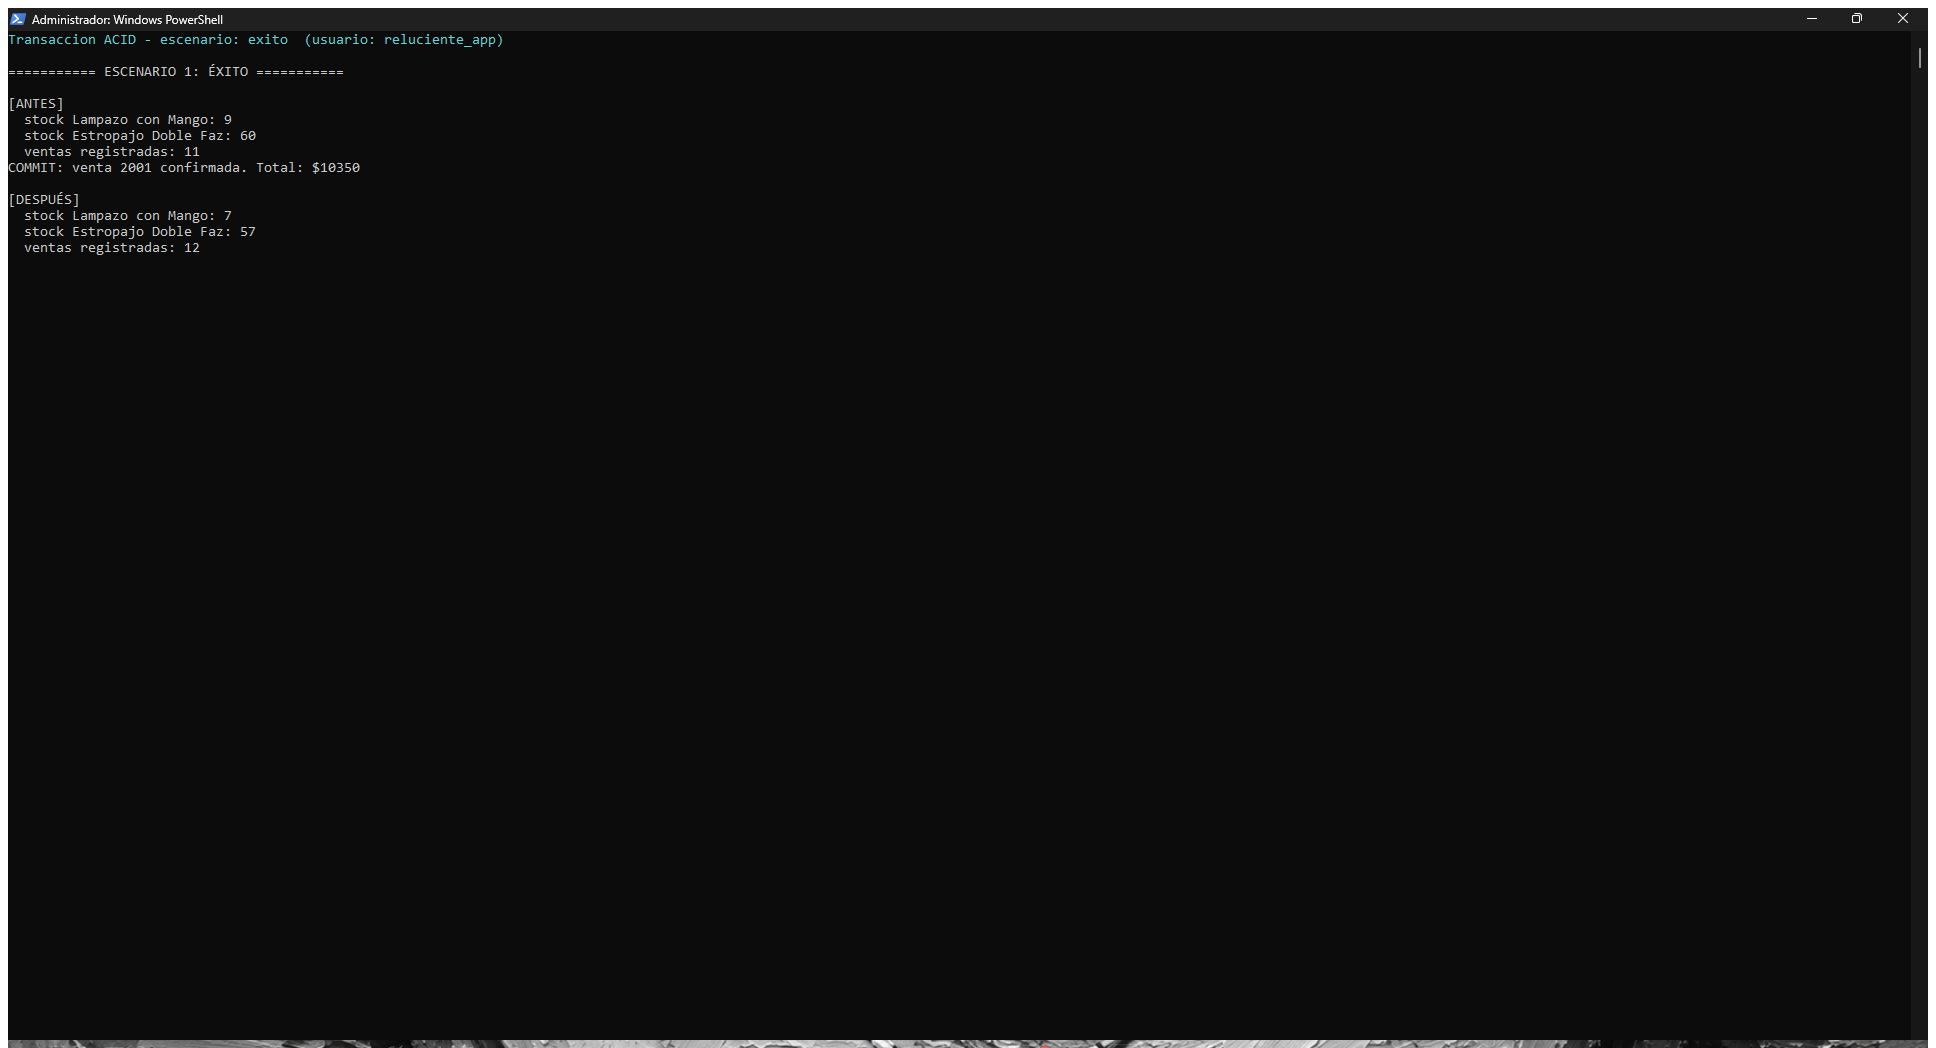 Administrador: Windows PowerShell
Transaccion ACID - escenario: exito  (usuario: reluciente_app)
=========== ESCENARIO 1: ÉXITO ===========
[ANTES]
  stock Lampazo con Mango: 9
  stock Estropajo Doble Faz: 60
  ventas registradas: 11
COMMIT: venta 2001 confirmada. Total: $10350
[DESPUÉS]
  stock Lampazo con Mango: 7
  stock Estropajo Doble Faz: 57
  ventas registradas: 12